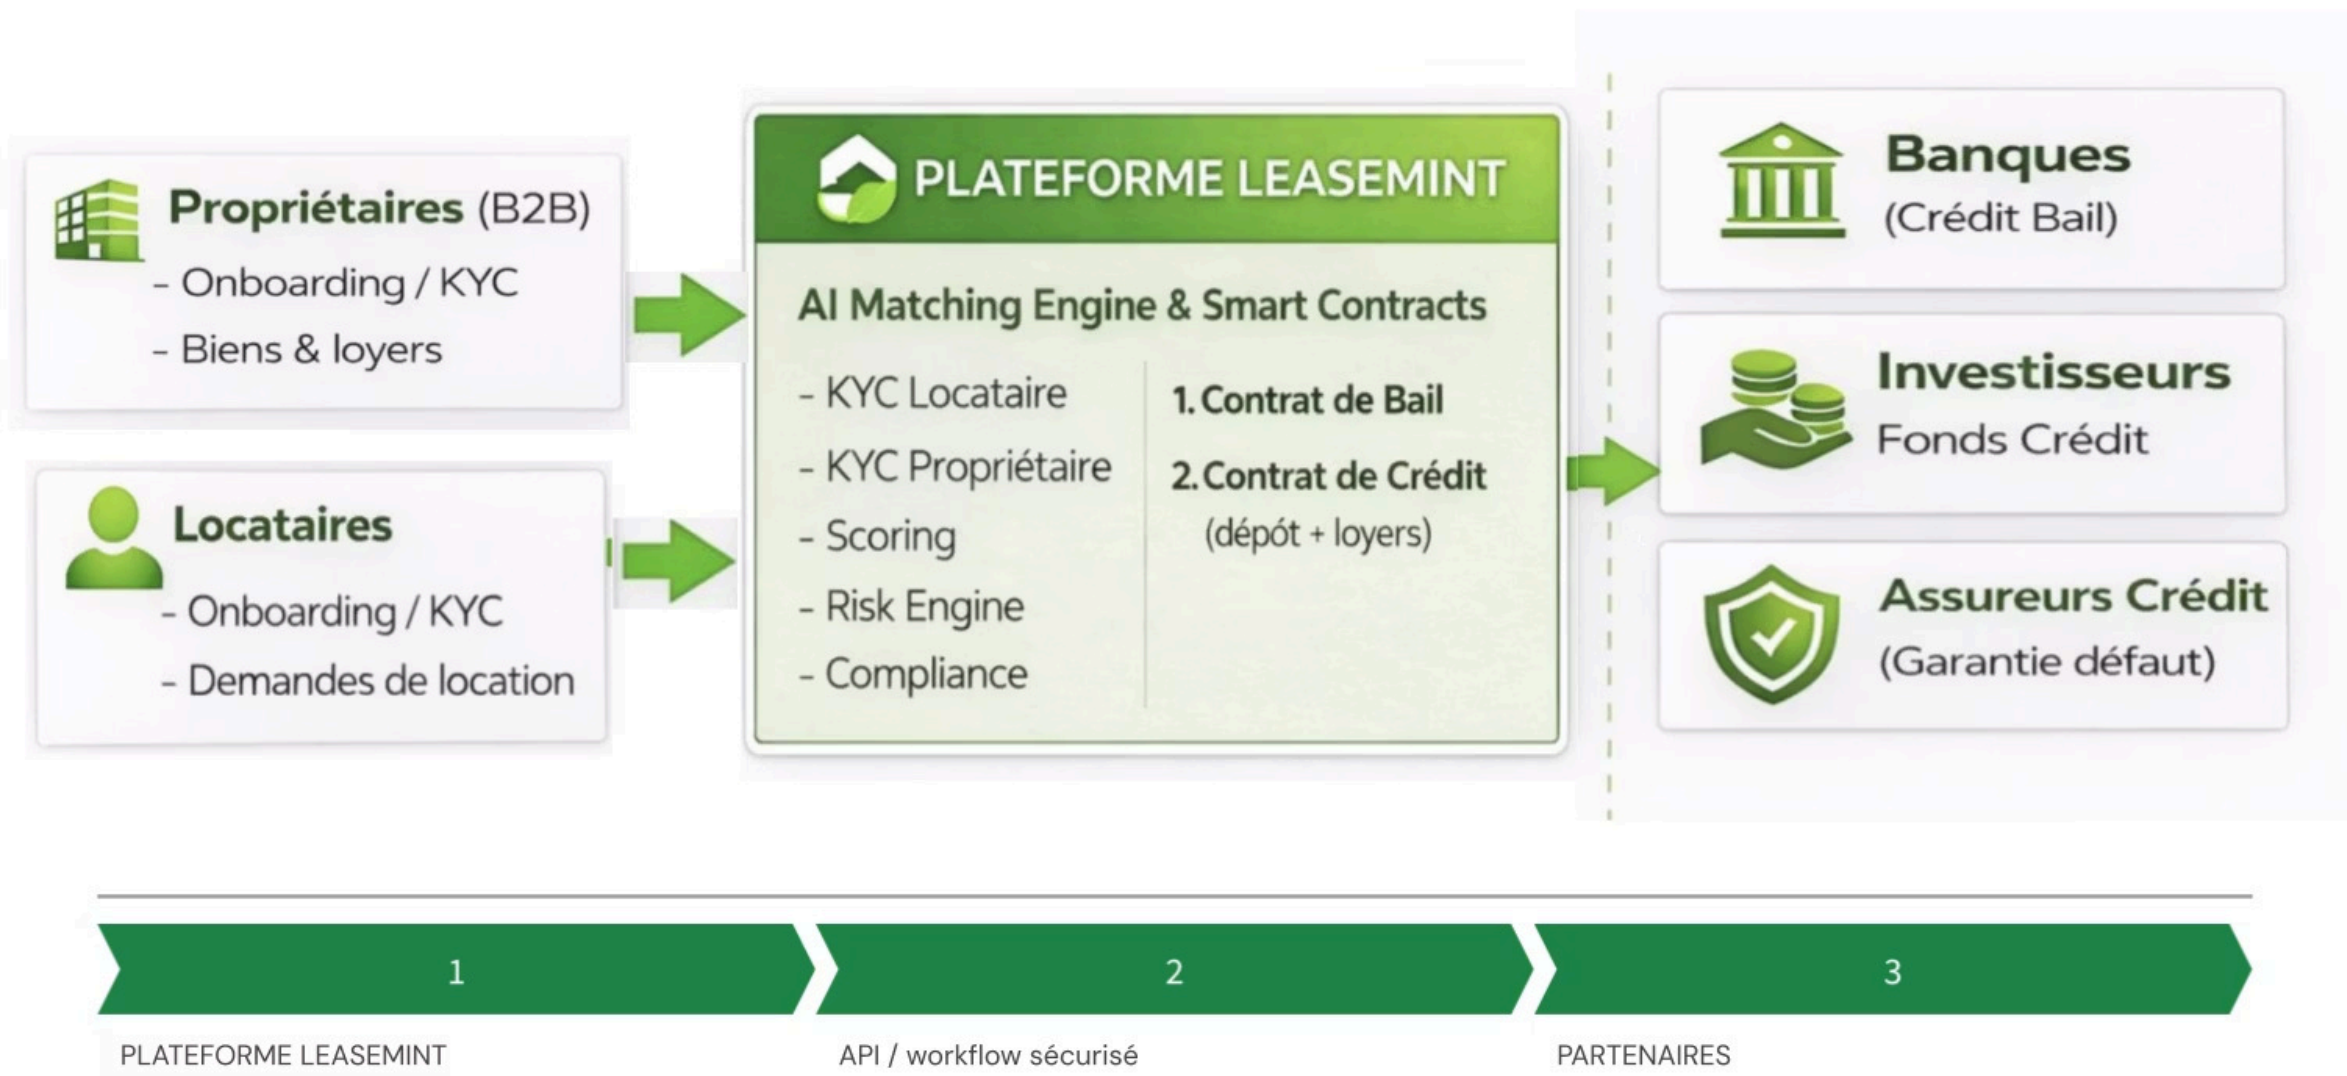 Propriétaires (B2B)
- Onboarding / KYC
- Biens & loyers
Locataires
- Onboarding / KYC
- Demandes de location
PLATEFORME LEASEMINT
AI Matching Engine & Smart Contracts
- KYC Locataire
- KYC Propriétaire
- Scoring
- Risk Engine
- Compliance
1. Contrat de Bail
2. Contrat de Crédit
(dépót + loyers)
Banques
(Crédit Bail)
Investisseurs
Fonds Crédit
Assureurs Crédit
(Garantie défaut)
1
2
3
PLATEFORME LEASEMINT
API / workflow sécurisé
PARTENAIRES